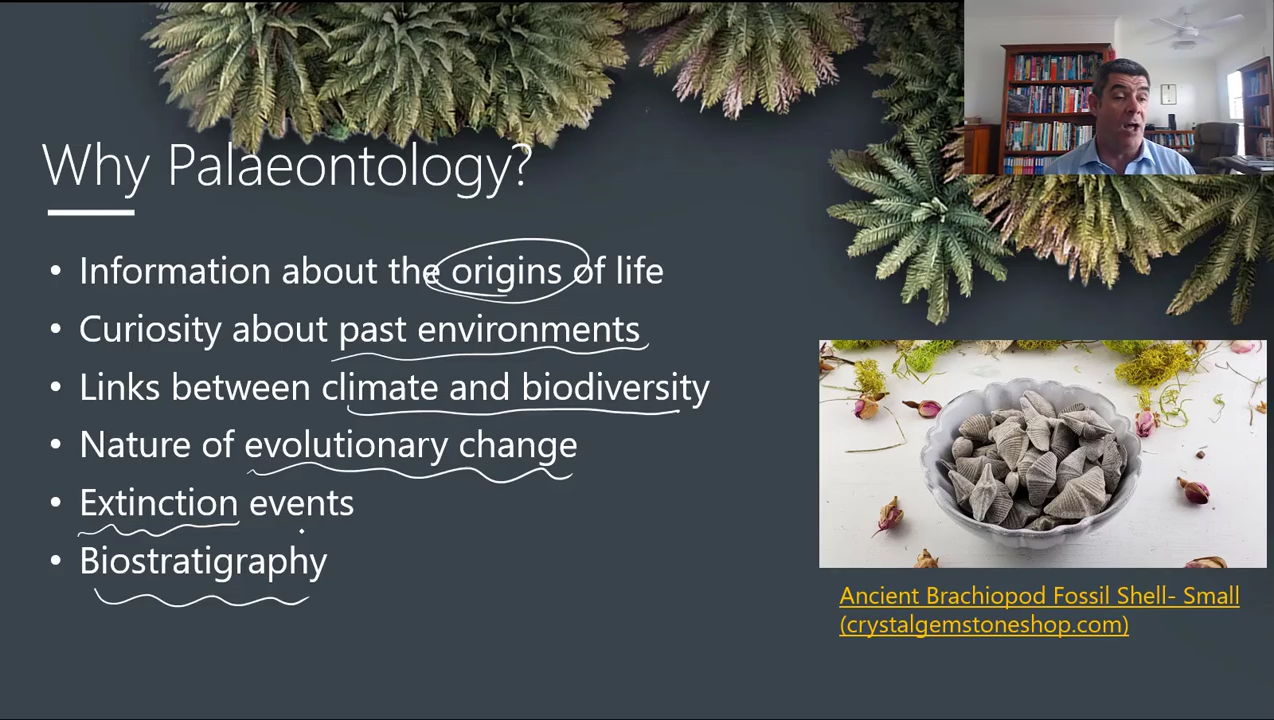 Why Palaeontology?
• Information about the origins of life
• Curiosity about past environments
• Links between climate and biodiversity
• Nature of evolutionary change
• Extinction events
• Biostratigraphy
Ancient Brachiopod Fossil Shell- Small
(crystalgemstoneshop.com)